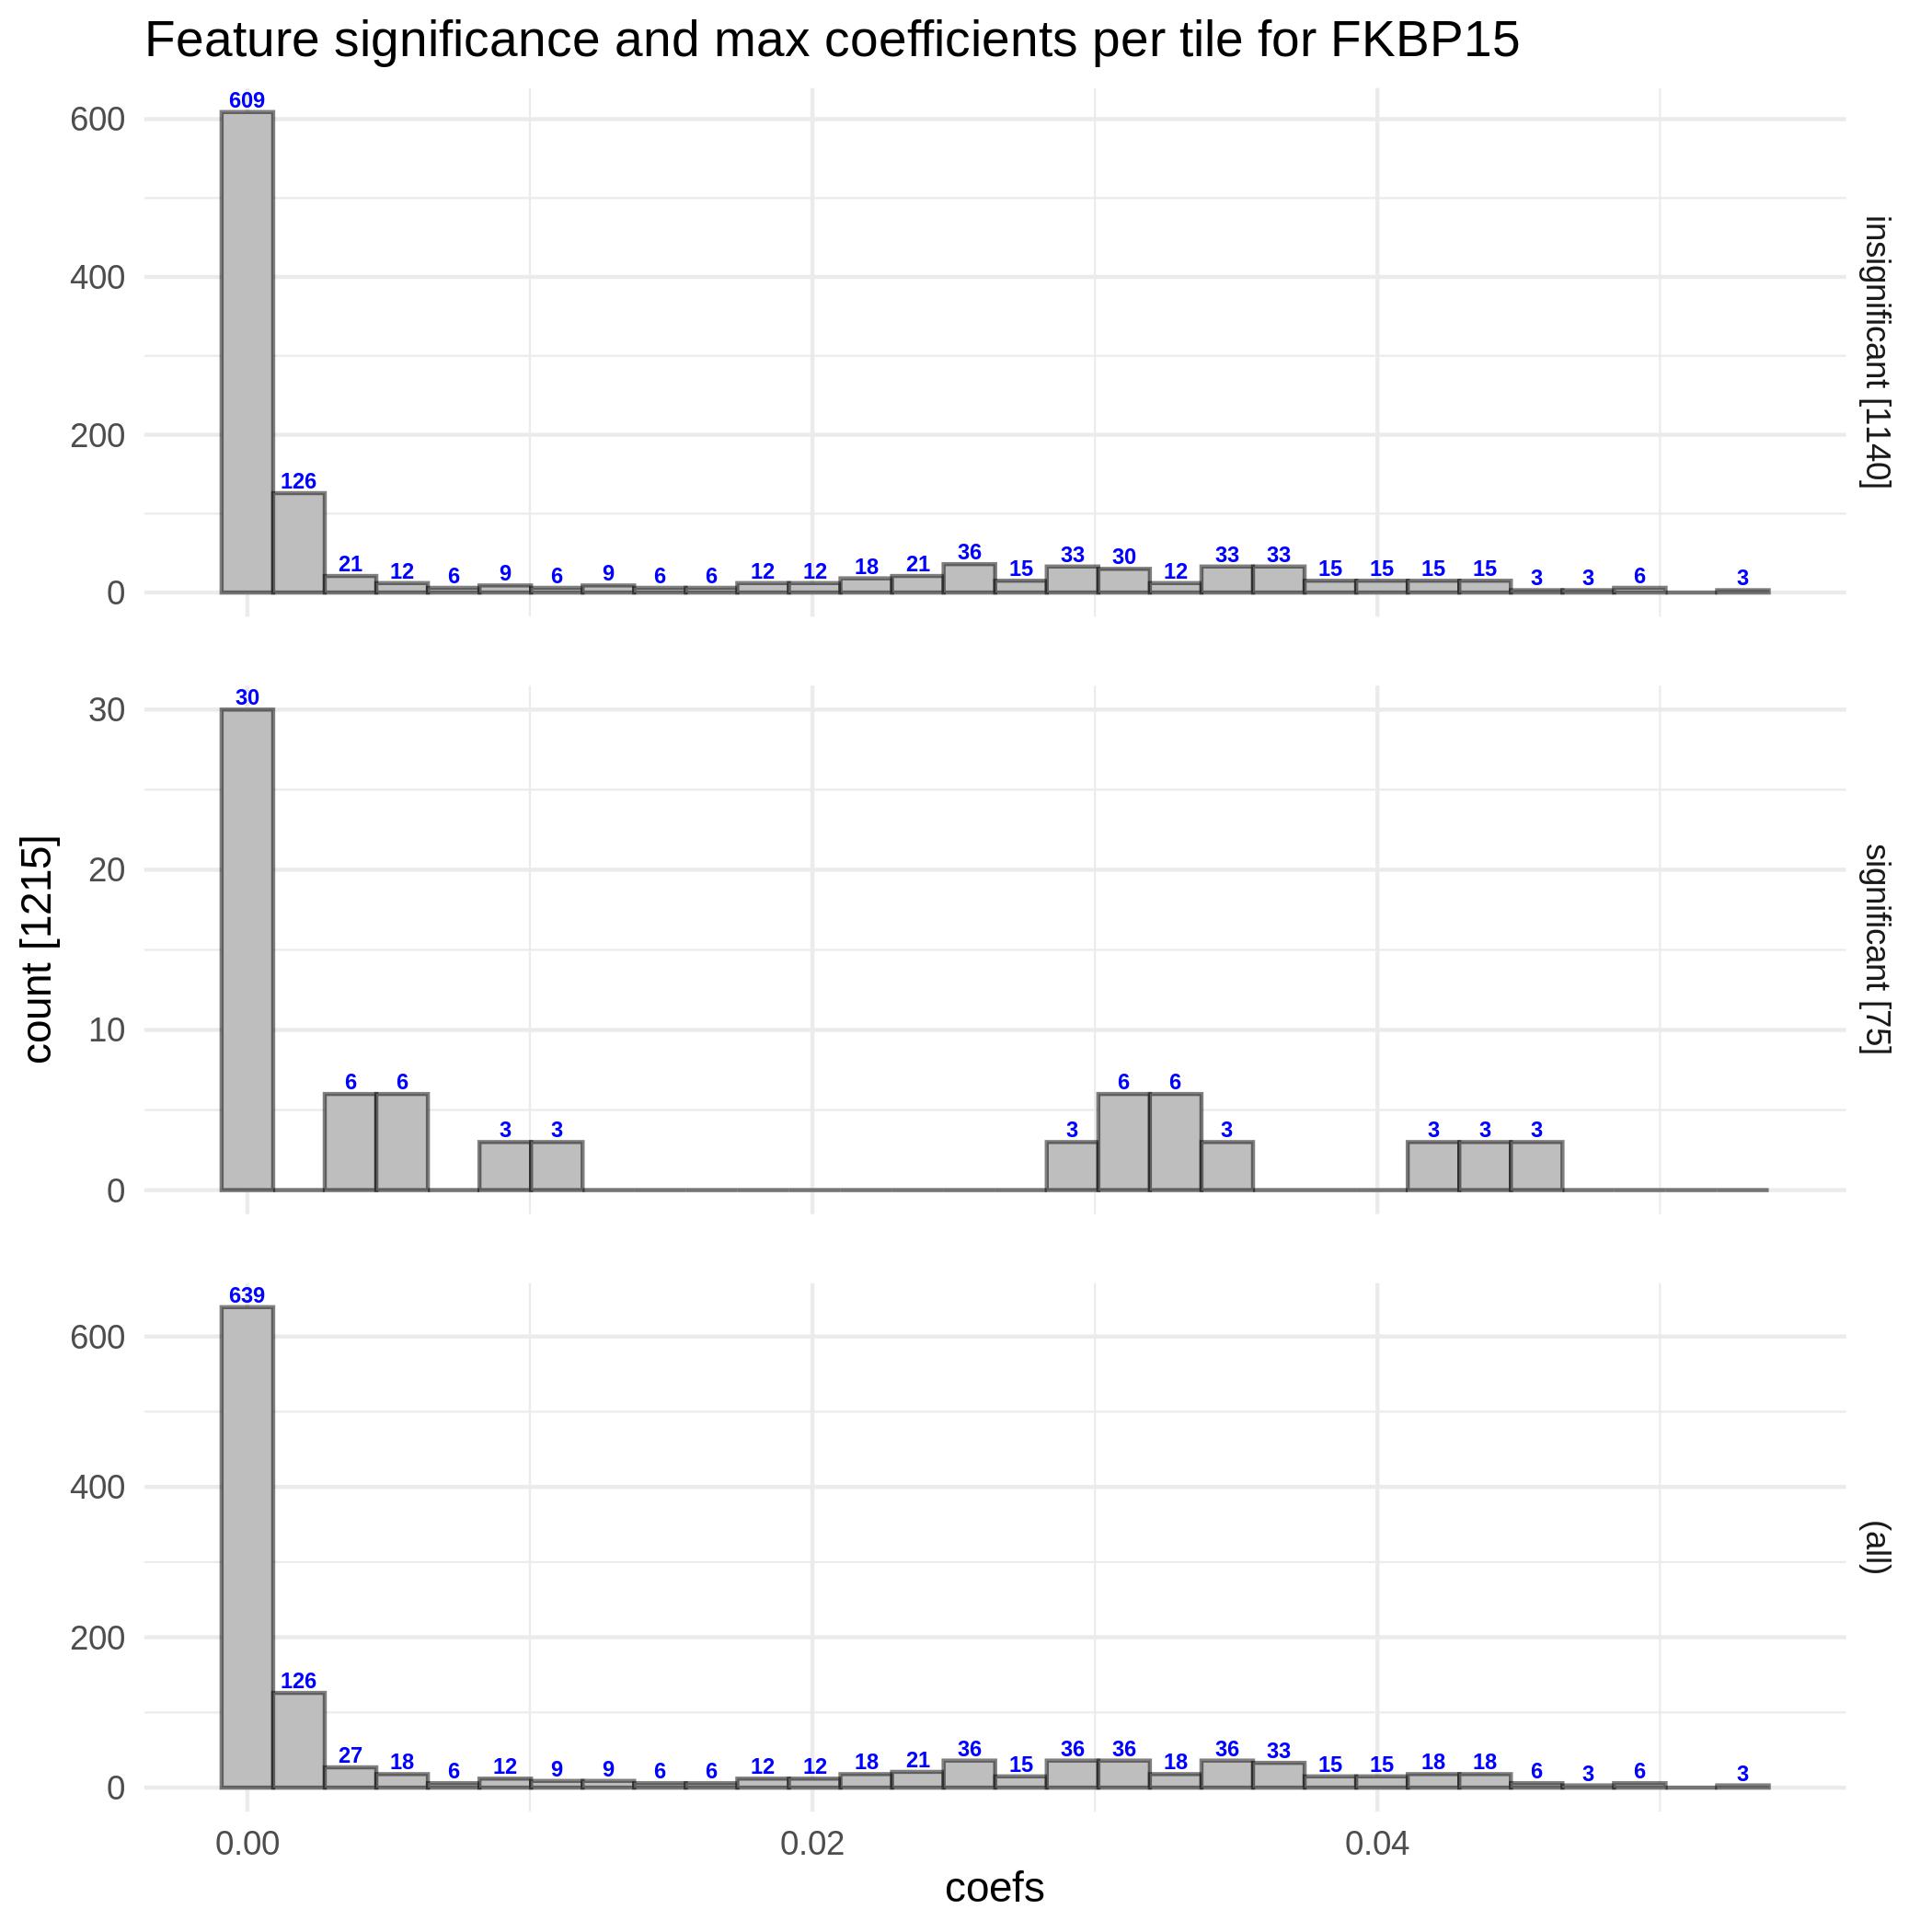 Feature significance and max coefficients per tile for FKBP15
609
600
400
200
0
126
21 12 6 9 6 9 6 6 12 12 18 21 36 15 33 30 12 33 33 15 15 15 15 3 3 6 3
insignificant [1140]
30
30
20
10
0
6 6 3 3 3 6 6 3 3 3 3
significant [75]
count [1215]
639
600
400
200
0
126
27 18 6 12 9 9 6 6 12 12 18 21 36 15 36 36 18 36 33 15 15 18 18 6 3 6 3
(all)
0.00 0.02 0.04
coefs